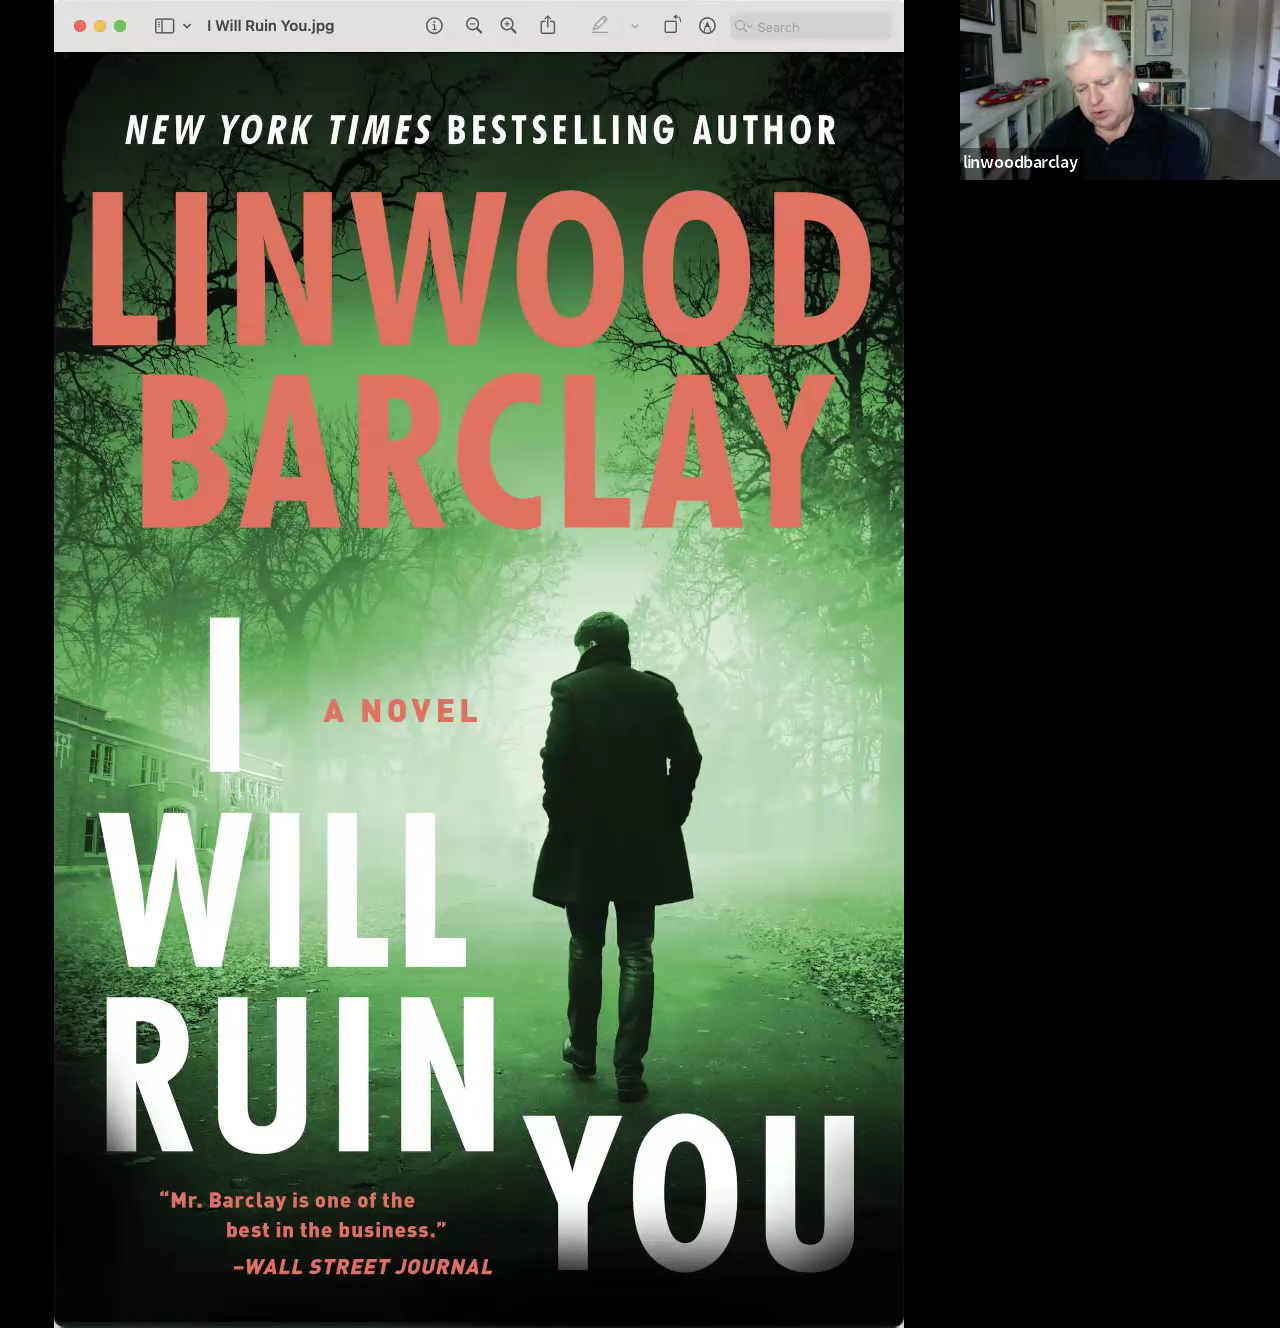 I Will Ruin You.jpg
Search
NEW YORK TIMES BESTSELLING AUTHOR
LINWOOD
BARCLAY
I
A NOVEL
WILL
RUIN
YOU
“Mr. Barclay is one of the
best in the business.”
–WALL STREET JOURNAL
linwoodbarclay